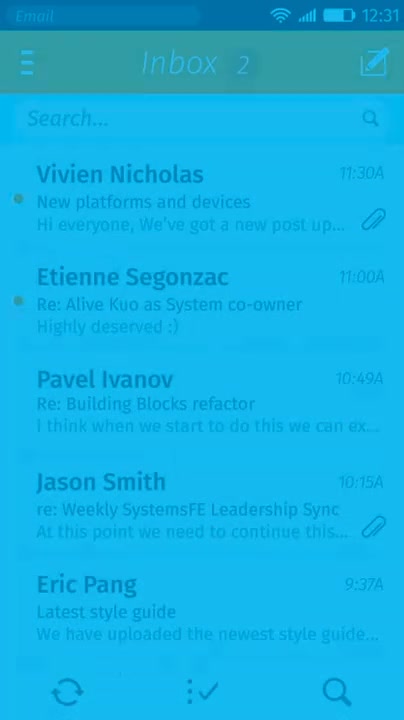 Email 12:31
Inbox 2
Search...
Vivien Nicholas 11:30A
New platforms and devices
Hi everyone, We've got a new post up...
Etienne Segonzac 11:00A
Re: Alive Kuo as System co-owner
Highly deserved :)
Pavel Ivanov 10:49A
Re: Building Blocks refactor
I think when we start to do this we can ex...
Jason Smith 10:15A
re: Weekly SystemsFE Leadership Sync
At this point we need to continue this...
Eric Pang 9:37A
Latest style guide
We have uploaded the newest style guide...